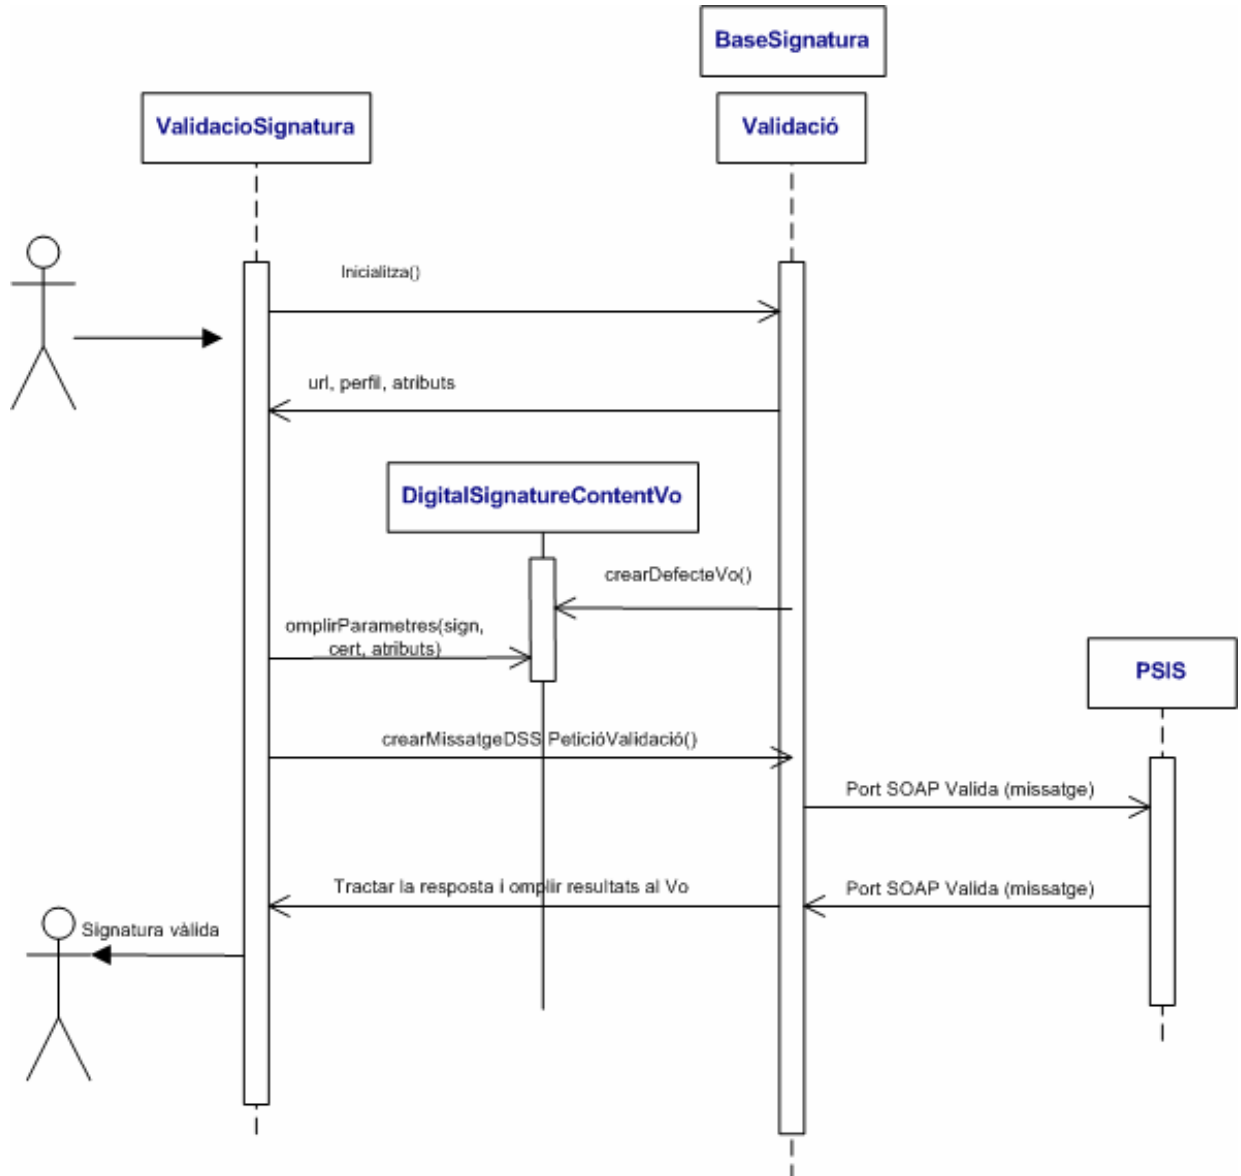 BaseSignatura
ValidacioSignatura
Validació
Inicialitza()
url, perfil, atributs
DigitalSignatureContentVo
crearDefecteVo()
omplirParametres(sign,
cert, atributs)
PSIS
crearMissatgeDSS PeticióValidació()
Port SOAP Valida (missatge)
Tractar la resposta i omplir resultats al Vo
Port SOAP Valida (missatge)
Signatura vàlida